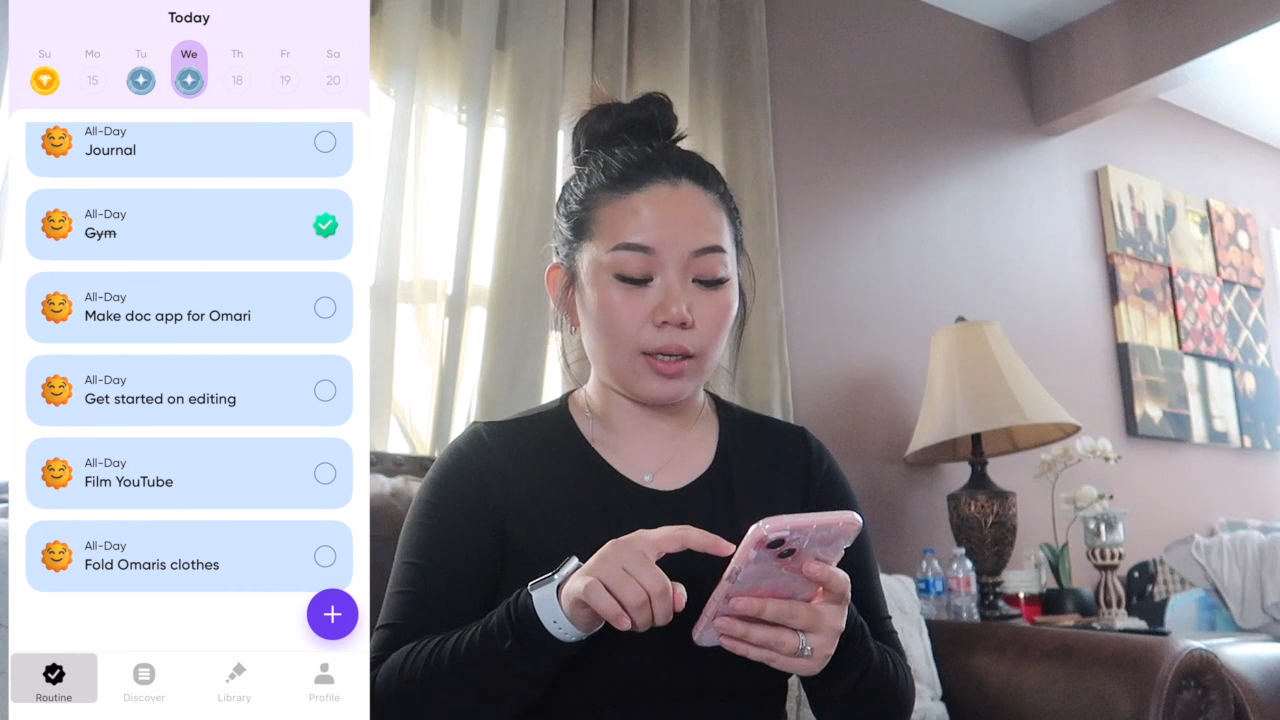 Today
Su Mo Tu We Th Fr Sa
15 18 19 20
All-Day
Journal
All-Day
Gym
All-Day
Make doc app for Omari
All-Day
Get started on editing
All-Day
Film YouTube
All-Day
Fold Omaris clothes
+
Routine Discover Library Profile